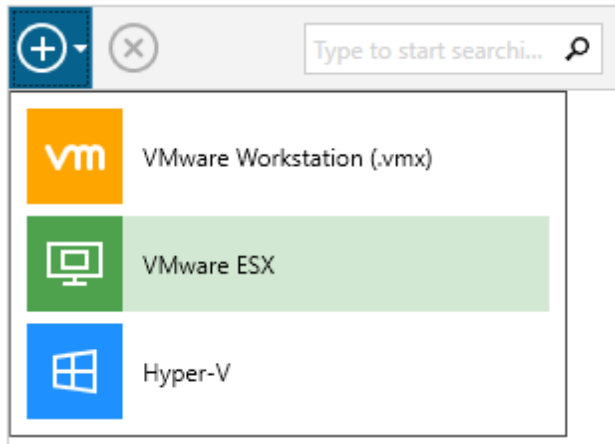 Type to start searchi...
vm
VMware Workstation (.vmx)
VMware ESX
Hyper-V